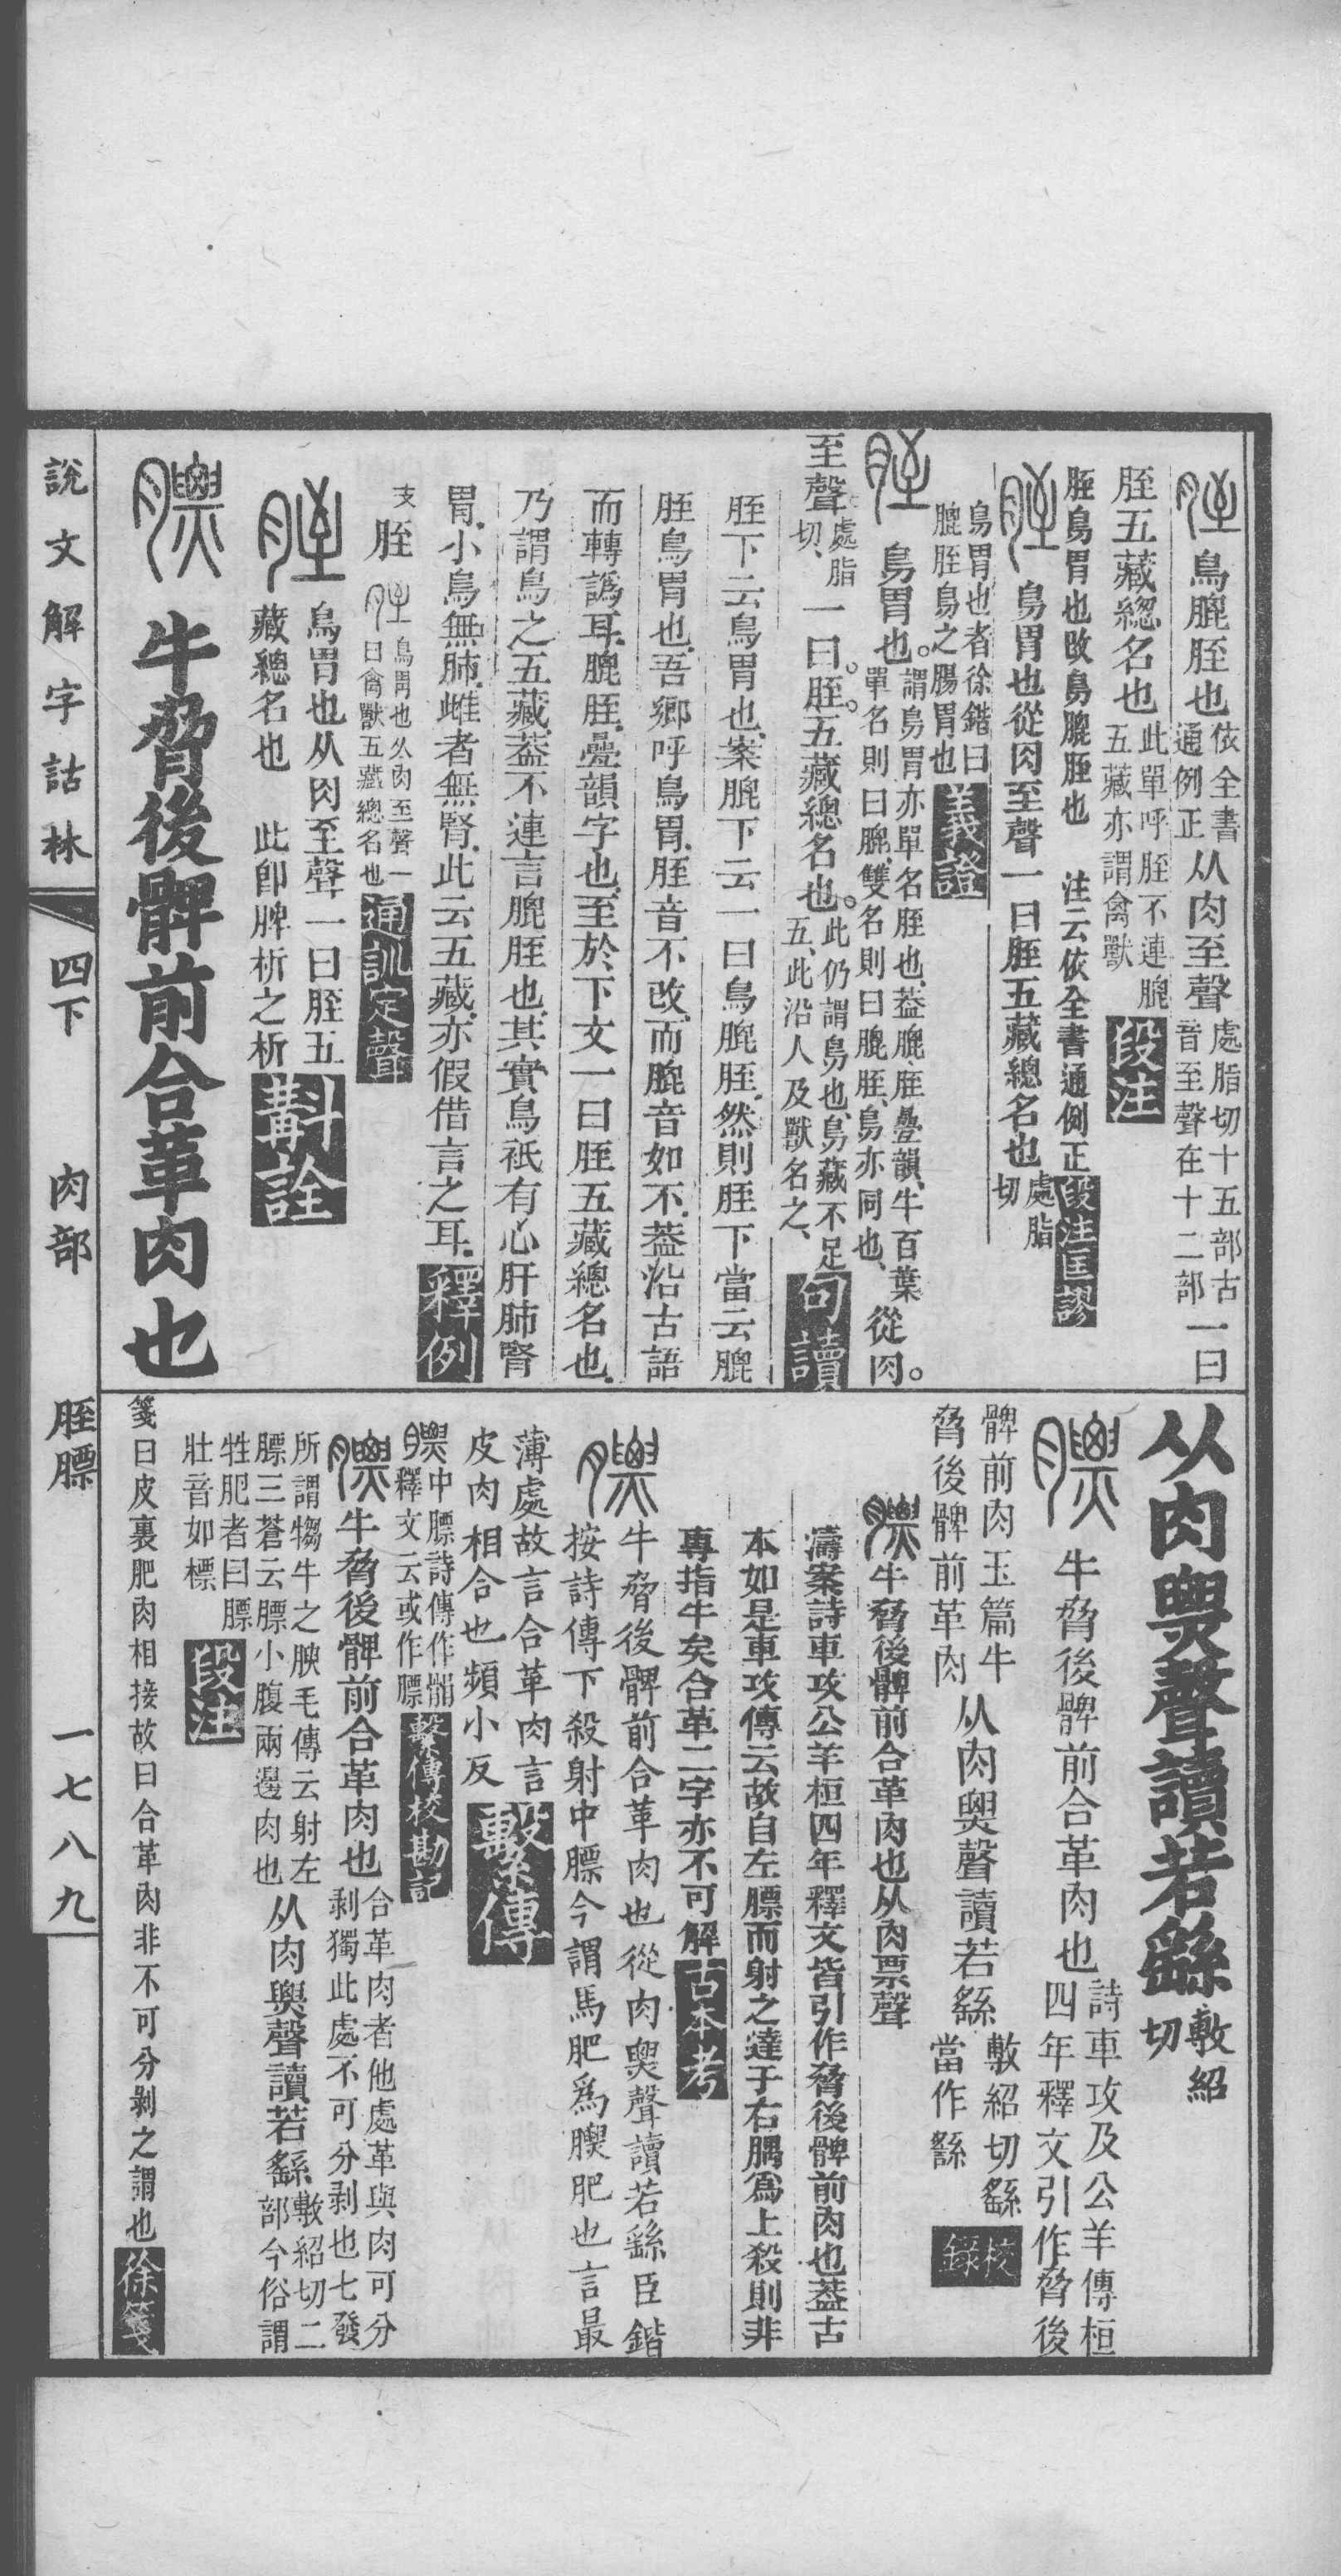 鳥膍胵也依全書通例正从肉至聲處脂切十五部古音至聲在十二部一曰
胵五藏總名也此單呼胵不連膍五藏亦謂禽獸段注
胵鳥胃也改鳥膍胵也 注云依全書通例正段注匡謬
鳥胃也從肉至聲一曰胵五藏總名也處脂切
鳥胃也者徐鍇曰膍胵鳥之腸胃也義證
鳥胃也。謂鳥胃亦單名胵也、葢膍胵疊韻、牛百葉單名則曰膍、雙名則曰膍胵、鳥亦同也、從肉。
至聲處脂切、一曰。胵。五藏總名也。此仍謂鳥也、鳥藏不足五、此沿人及獸名之、句讀
胵下云鳥胃也、案膍下云一曰鳥膍胵、然則胵下當云膍
胵鳥胃也、吾鄉呼鳥胃、胵音不改、而膍音如不、葢沿古語
而轉譌耳、膍胵、疊韻字也、至於下文一曰胵五藏總名也、
乃謂鳥之五藏、葢不連言膍胵也、其實鳥祇有心肝肺腎
胃、小鳥無肺、雌者無腎、此云五藏、亦假借言之耳、釋例
支 胵 鳥胃也从肉至聲一曰禽獸五藏總名也通訓定聲
鳥胃也从肉至聲一曰胵五
藏總名也 此卽脾析之析 斠詮
牛脅後髀前合革肉也
从肉㶾聲讀若繇敷紹切
牛脅後髀前合革肉也詩車攻及公羊傳桓四年釋文引作脅後
髀前肉玉篇牛脅後髀前革肉从肉㶾聲讀若繇敷紹切繇當作繇校錄
牛脅後髀前合革肉也从肉票聲
濤案詩車攻公羊桓四年釋文皆引作脅後髀前肉也葢古
本如是車攻傳云故自左膘而射之達于右腢爲上殺則非
專指牛矣合革二字亦不可解古本考
牛脅後髀前合革肉也從肉㶾聲讀若繇臣鍇
按詩傳下殺射中膘今謂馬肥爲膘肥也言最
薄處故言合革肉言
皮肉相合也頻小反繫傳
中膘詩傳作䯚釋文云或作膘繫傳校勘記
牛脅後髀前合革肉也合革肉者他處革與肉可分剥獨此處不可分剥也七發
所謂犓牛之腴毛傳云射左膘三蒼云膘小腹兩邊肉也从肉㶾聲讀若繇敷紹切二部今俗謂
牲肥者曰膘壯音如標段注
箋曰皮裏肥肉相接故曰合革肉非不可分剥之謂也徐箋
說文解字詁林 四下 肉部 胵膘 一七八九